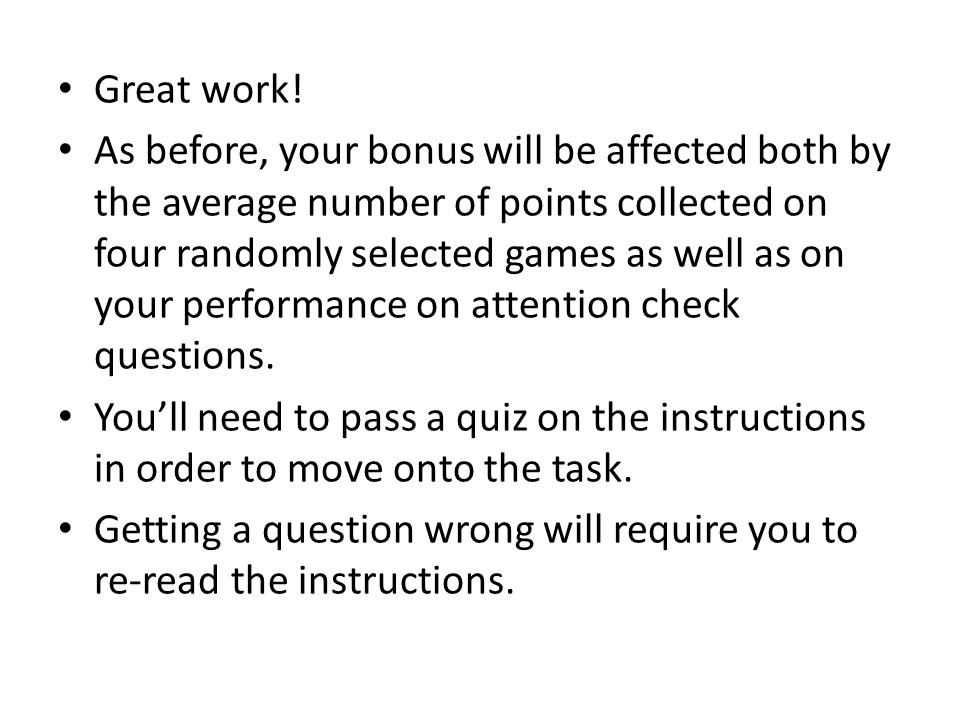 • Great work!
• As before, your bonus will be affected both by
the average number of points collected on
four randomly selected games as well as on
your performance on attention check
questions.
• You’ll need to pass a quiz on the instructions
in order to move onto the task.
• Getting a question wrong will require you to
re-read the instructions.